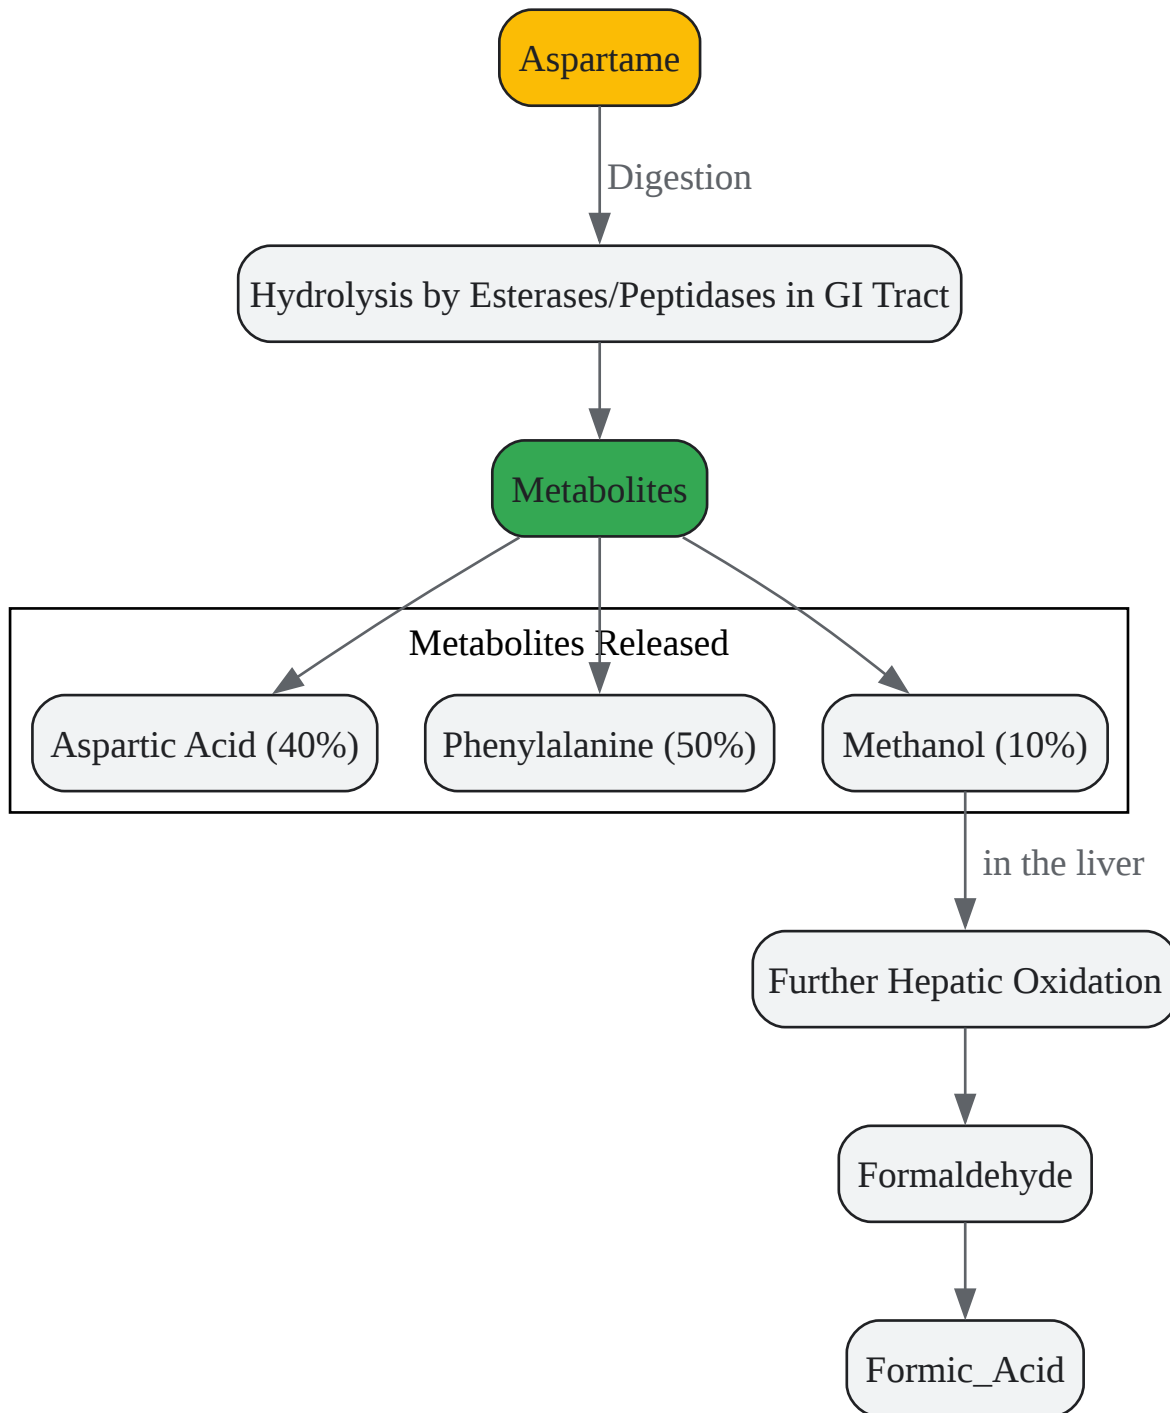 Aspartame
Digestion
Hydrolysis by Esterases/Peptidases in GI Tract
Metabolites
Metabolites Released
Aspartic Acid (40%)
Phenylalanine (50%)
Methanol (10%)
in the liver
Further Hepatic Oxidation
Formaldehyde
Formic_Acid